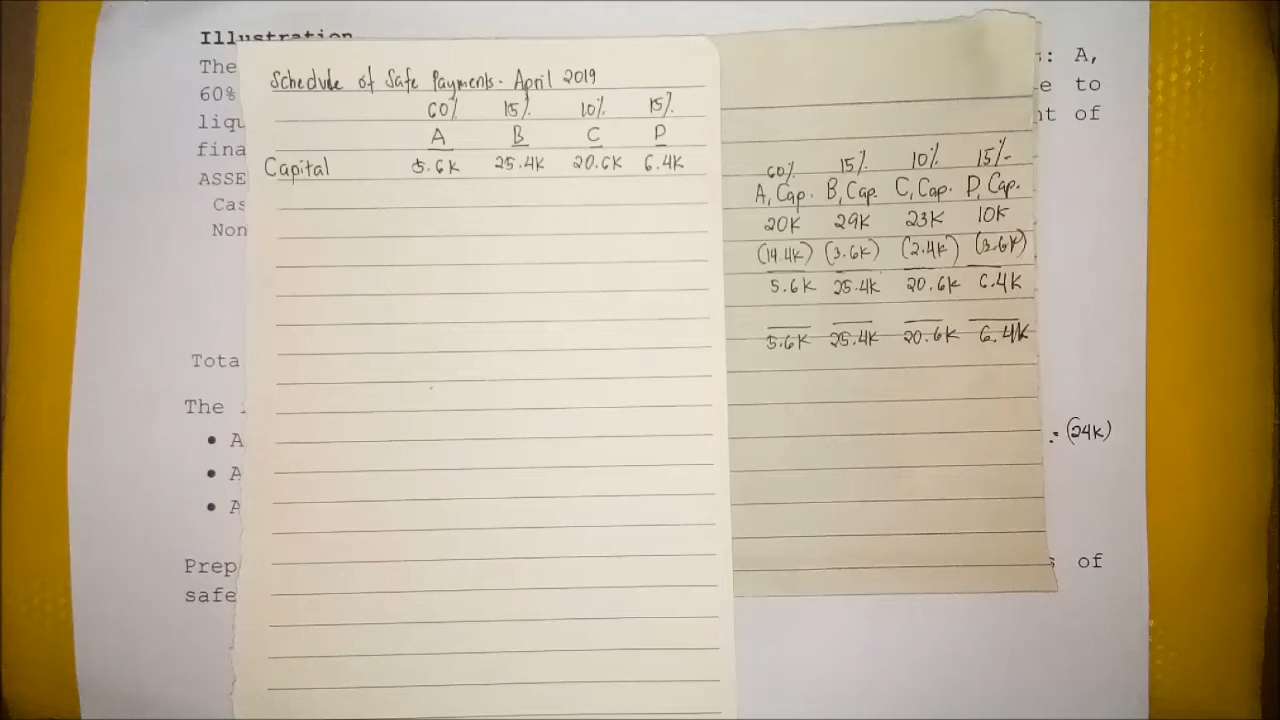 Illustration
The
60%
liqu
fina
ASSE
Cas
Non
Tota
The
• A
• A
• A
Prep
safe
Schedule of Safe Payments - April 2019
60% 15% 10% 15%
A B C D
Capital 5.6K 25.4K 20.6K 6.4K
60% 15% 10% 15%
A, Cap. B, Cap. C, Cap. D, Cap.
20K 29K 23K 10K
(14.4K) (3.6K) (2.4K) (3.6K)
5.6K 25.4K 20.6K 6.4K
5.6K 25.4K 20.6K 6.4K
: A,
e to
nt of
= (24K)
of